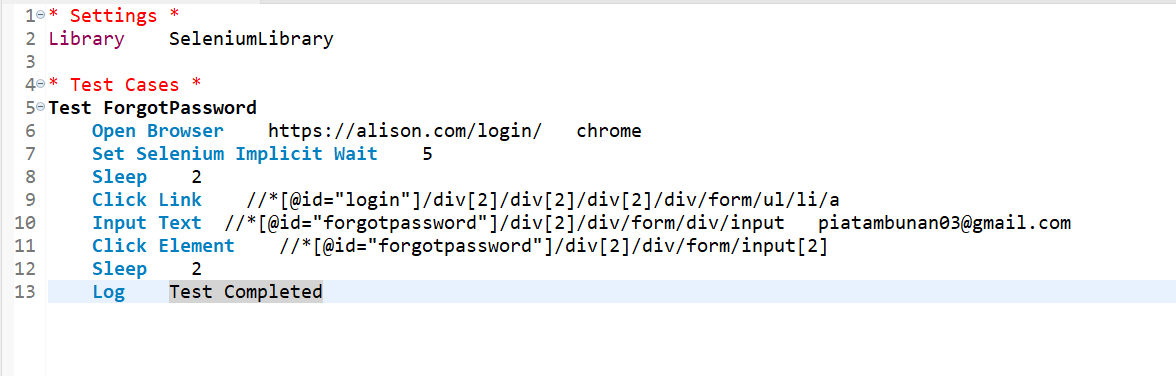 1 * Settings *
2 Library    SeleniumLibrary
3
4 * Test Cases *
5 Test ForgotPassword
6     Open Browser    https://alison.com/login/   chrome
7     Set Selenium Implicit Wait    5
8     Sleep    2
9     Click Link    //*[@id="login"]/div[2]/div[2]/div[2]/div/form/ul/li/a
10     Input Text  //*[@id="forgotpassword"]/div[2]/div/form/div/input   piatambunan03@gmail.com
11     Click Element    //*[@id="forgotpassword"]/div[2]/div/form/input[2]
12     Sleep    2
13     Log    Test Completed